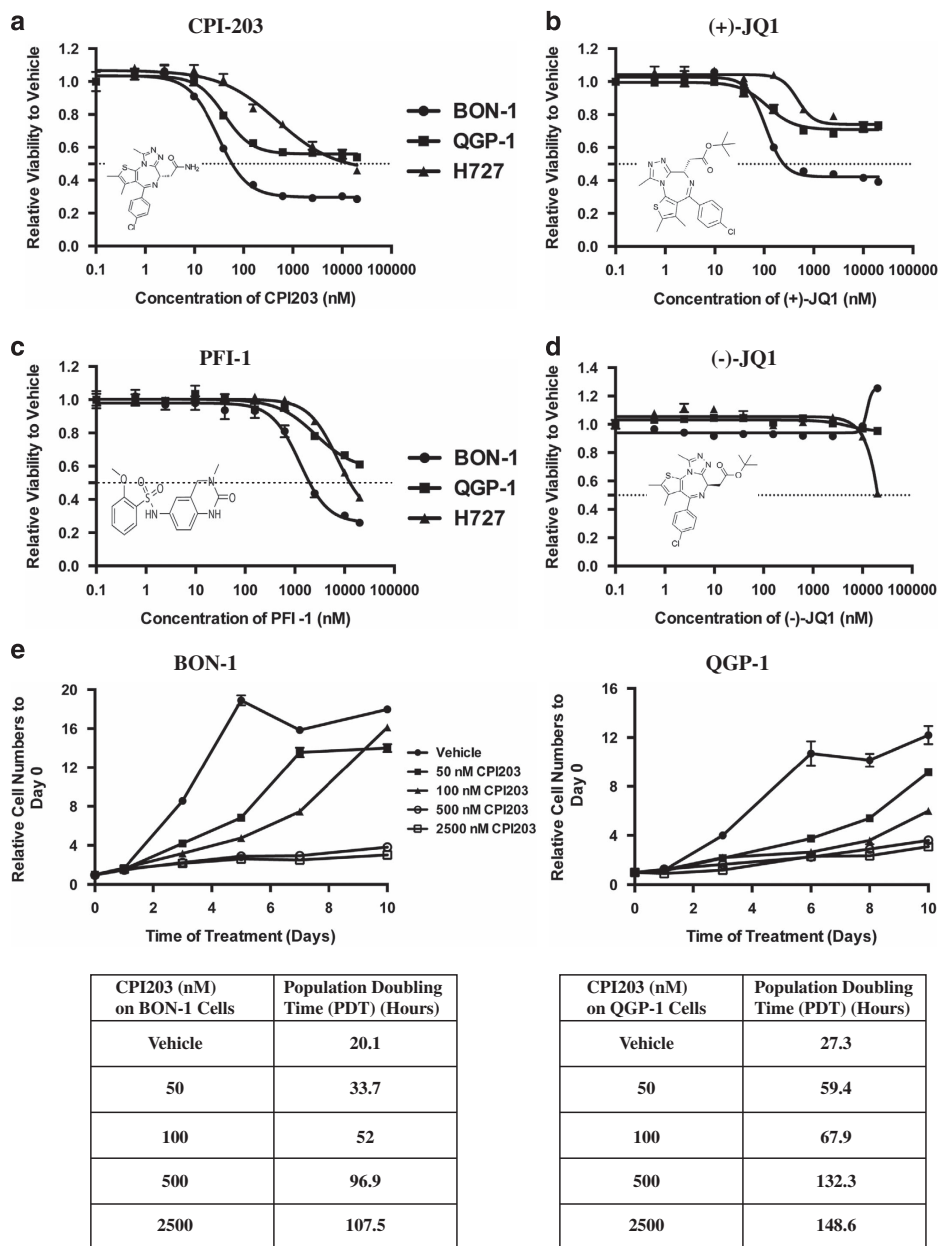 a
CPI-203
1.2
1.0
0.8
0.6
0.4
0.2
0.0
Relative Viability to Vehicle
0.1 1 10 100 1000 10000 100000
Concentration of CPI203 (nM)
N N
N
S
N
O
NH2
Cl
BON-1
QGP-1
H727
b
(+)-JQ1
1.2
1.0
0.8
0.6
0.4
0.2
0.0
Relative Viability to Vehicle
0.1 1 10 100 1000 10000 100000
Concentration of (+)-JQ1 (nM)
N N
N
N
S
O
O
Cl
c
PFI-1
1.2
1.0
0.8
0.6
0.4
0.2
0.0
Relative Viability to Vehicle
0.1 1 10 100 1000 10000 100000
Concentration of PFI -1 (nM)
O
O
S
O
HN
N
O
NH
BON-1
QGP-1
H727
d
(-)-JQ1
1.4
1.2
1.0
0.8
0.6
0.4
0.2
0.0
Relative Viability to Vehicle
0.1 1 10 100 1000 10000 100000
Concentration of (-)-JQ1 (nM)
N N
N
S
N
O
O
Cl
e
BON-1
20
16
12
8
4
0
Relative Cell Numbers to
Day 0
0 2 4 6 8 10
Time of Treatment (Days)
Vehicle
50 nM CPI203
100 nM CPI203
500 nM CPI203
2500 nM CPI203
QGP-1
16
12
8
4
0
Relative Cell Numbers to
Day 0
0 2 4 6 8 10
Time of Treatment (Days)
CPI203 (nM) Population Doubling
on BON-1 Cells Time (PDT) (Hours)
Vehicle 20.1
50 33.7
100 52
500 96.9
2500 107.5
CPI203 (nM) Population Doubling
on QGP-1 Cells Time (PDT) (Hours)
Vehicle 27.3
50 59.4
100 67.9
500 132.3
2500 148.6